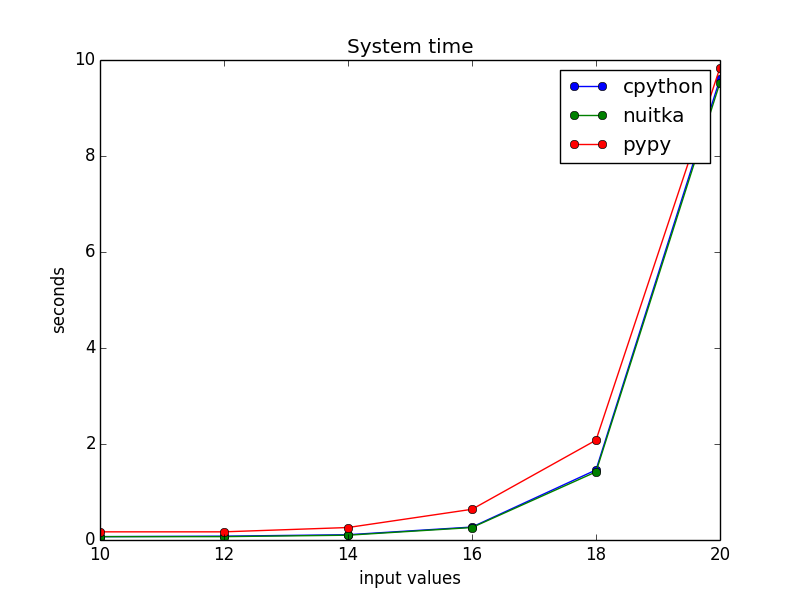 System time
10
8
6
4
2
0
seconds
cpython
nuitka
pypy
10 12 14 16 18 20
input values